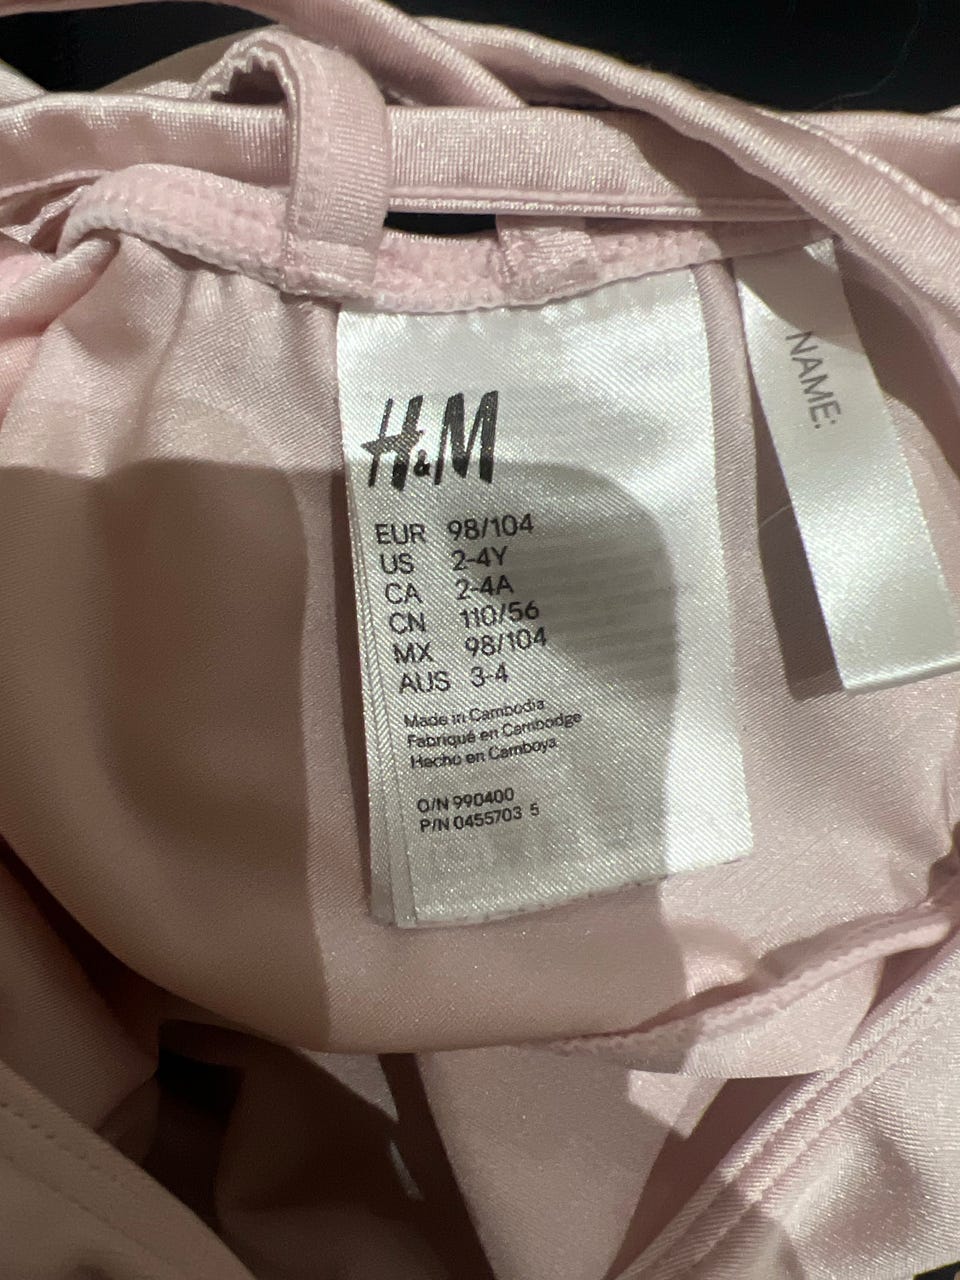 H&M
EUR 98/104
US 2-4Y
CA 2-4A
CN 110/56
MX 98/104
AUS 3-4
Made in Cambodia
Fabriqué en Cambodge
Hecho en Camboya
O/N 990400
P/N 0455703 5
NAME: